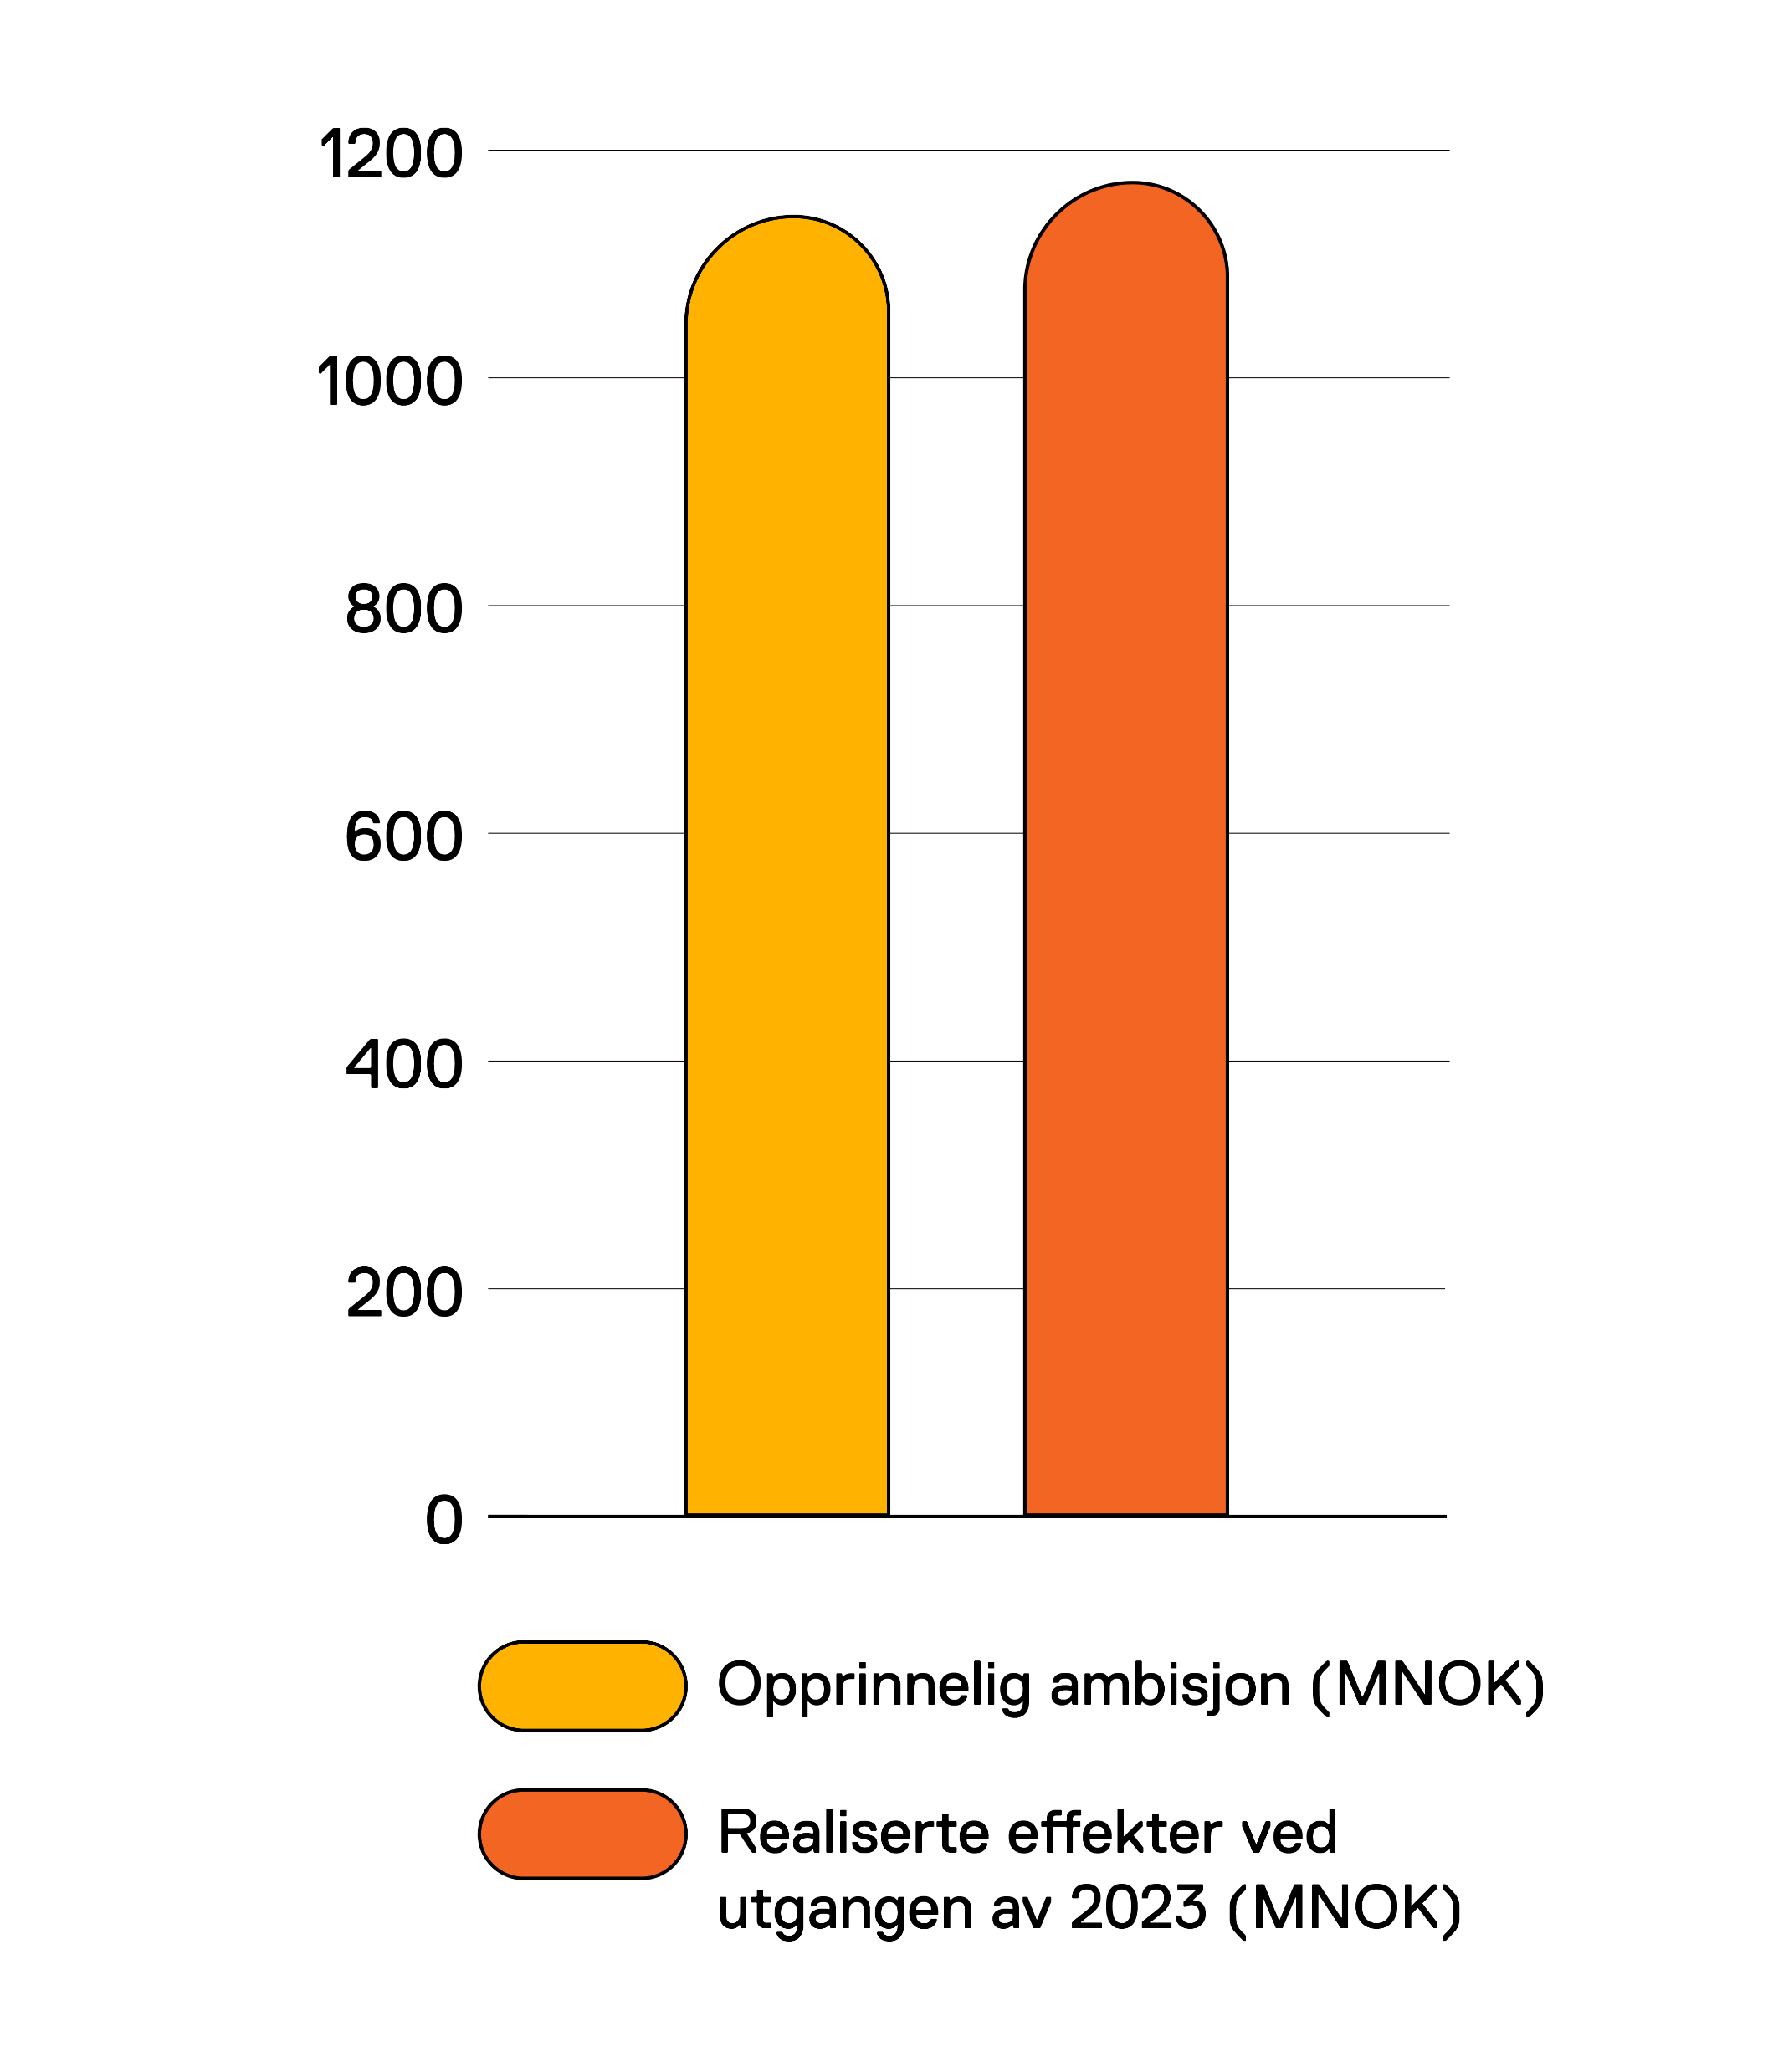 1200
1000
800
600
400
200
0
Opprinnelig ambisjon (MNOK)
Realiserte effekter ved
utgangen av 2023 (MNOK)